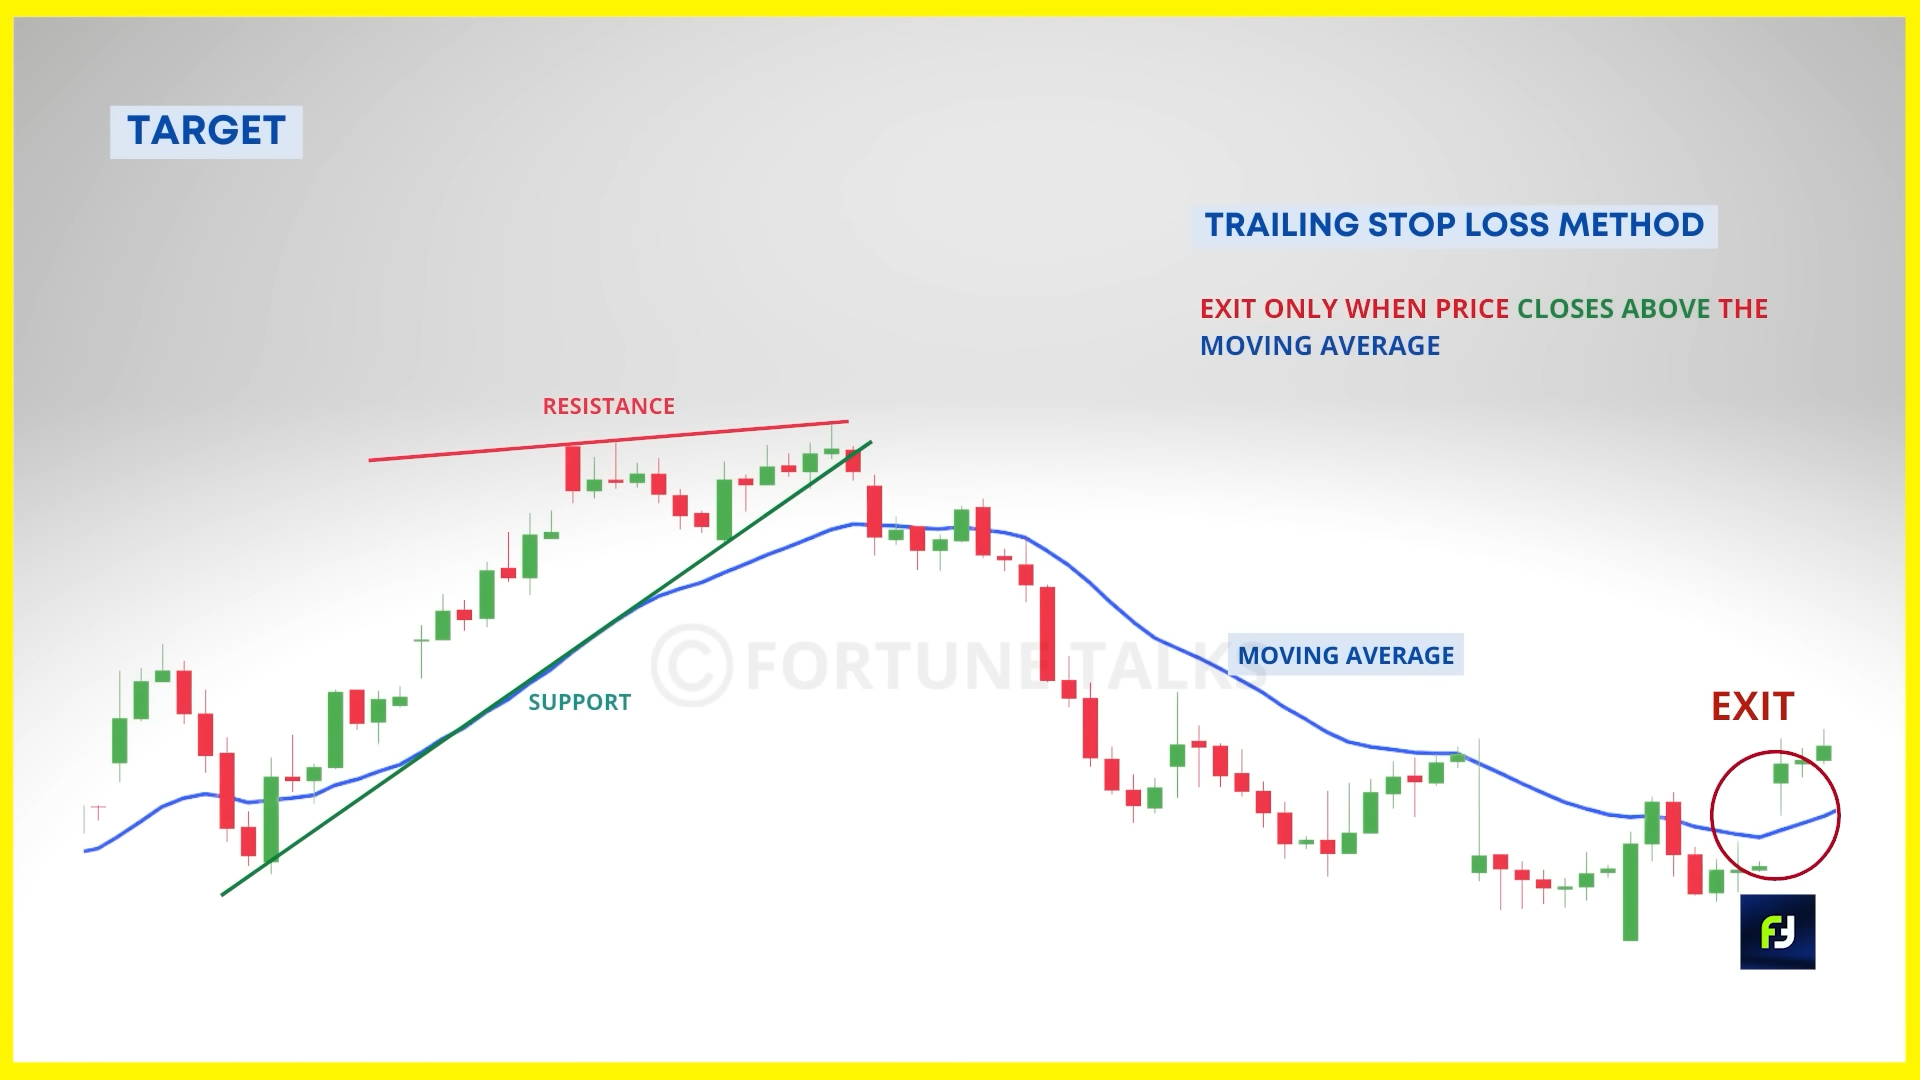 TARGET
TRAILING STOP LOSS METHOD
EXIT ONLY WHEN PRICE CLOSES ABOVE THE
MOVING AVERAGE
RESISTANCE
© FORTUNE TALKS
MOVING AVERAGE
SUPPORT
EXIT